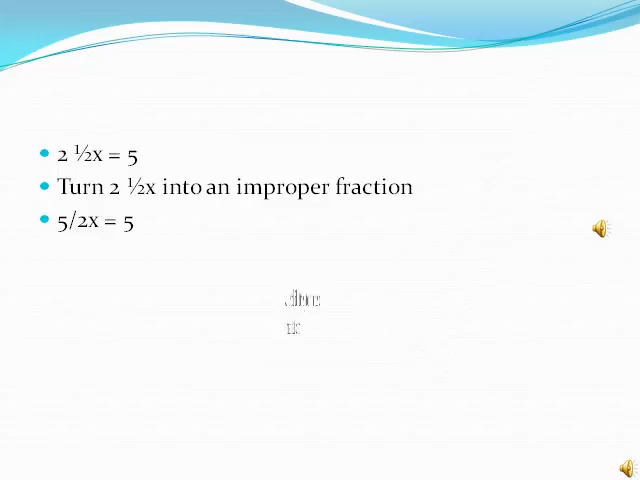 2 ½x = 5
Turn 2 ½x into an improper fraction
5/2x = 5